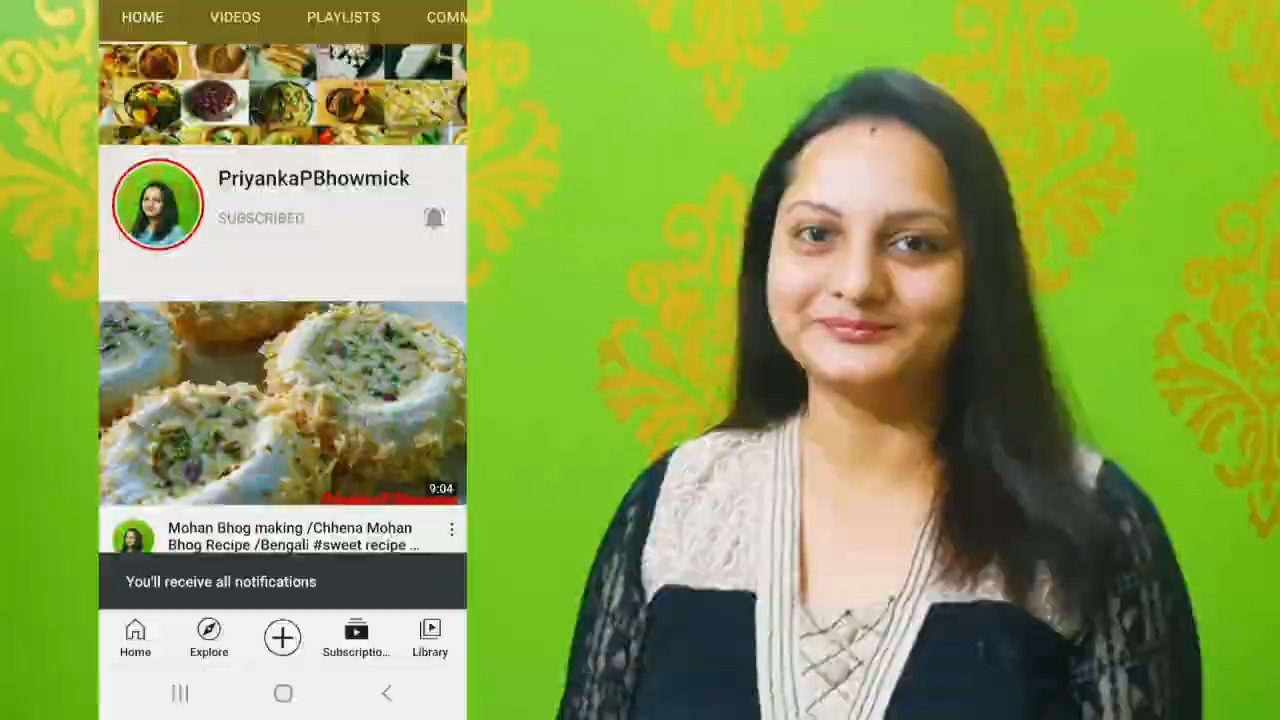 HOME VIDEOS PLAYLISTS COMM
PriyankaPBhowmick
SUBSCRIBED
9:04
Mohan Bhog making /Chhena Mohan
Bhog Recipe /Bengali #sweet recipe ...
You'll receive all notifications
Home Explore Subscriptio... Library